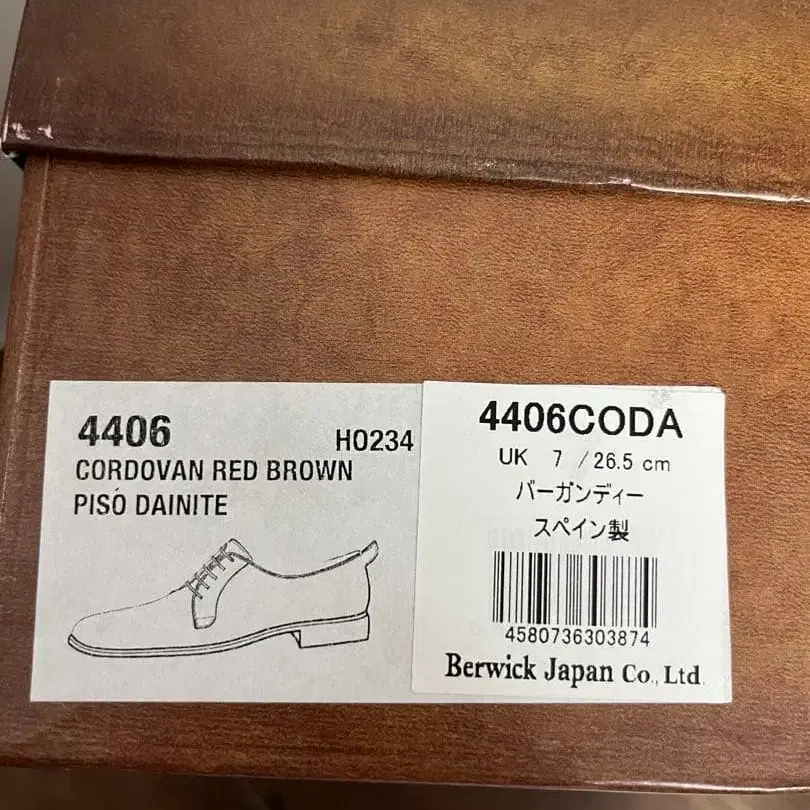 4406
H0234
CORDOVAN RED BROWN
PISO DAINITE
4406CODA
UK 7 / 26.5 cm
バーガンディー
スペイン製
4580736303874
Berwick Japan Co., Ltd.